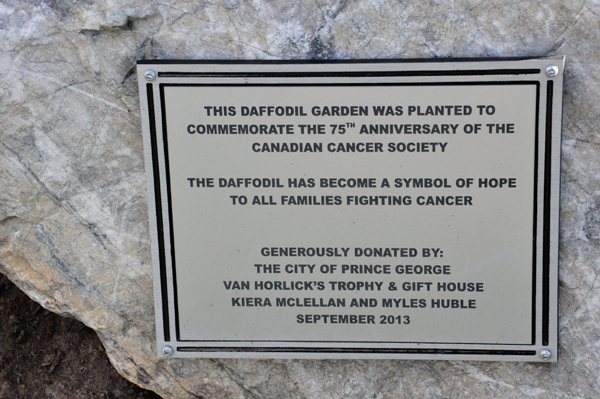 THIS DAFFODIL GARDEN WAS PLANTED TO
COMMEMORATE THE 75TH ANNIVERSARY OF THE
CANADIAN CANCER SOCIETY
THE DAFFODIL HAS BECOME A SYMBOL OF HOPE
TO ALL FAMILIES FIGHTING CANCER
GENEROUSLY DONATED BY:
THE CITY OF PRINCE GEORGE
VAN HORLICK'S TROPHY & GIFT HOUSE
KIERA MCLELLAN AND MYLES HUBLE
SEPTEMBER 2013